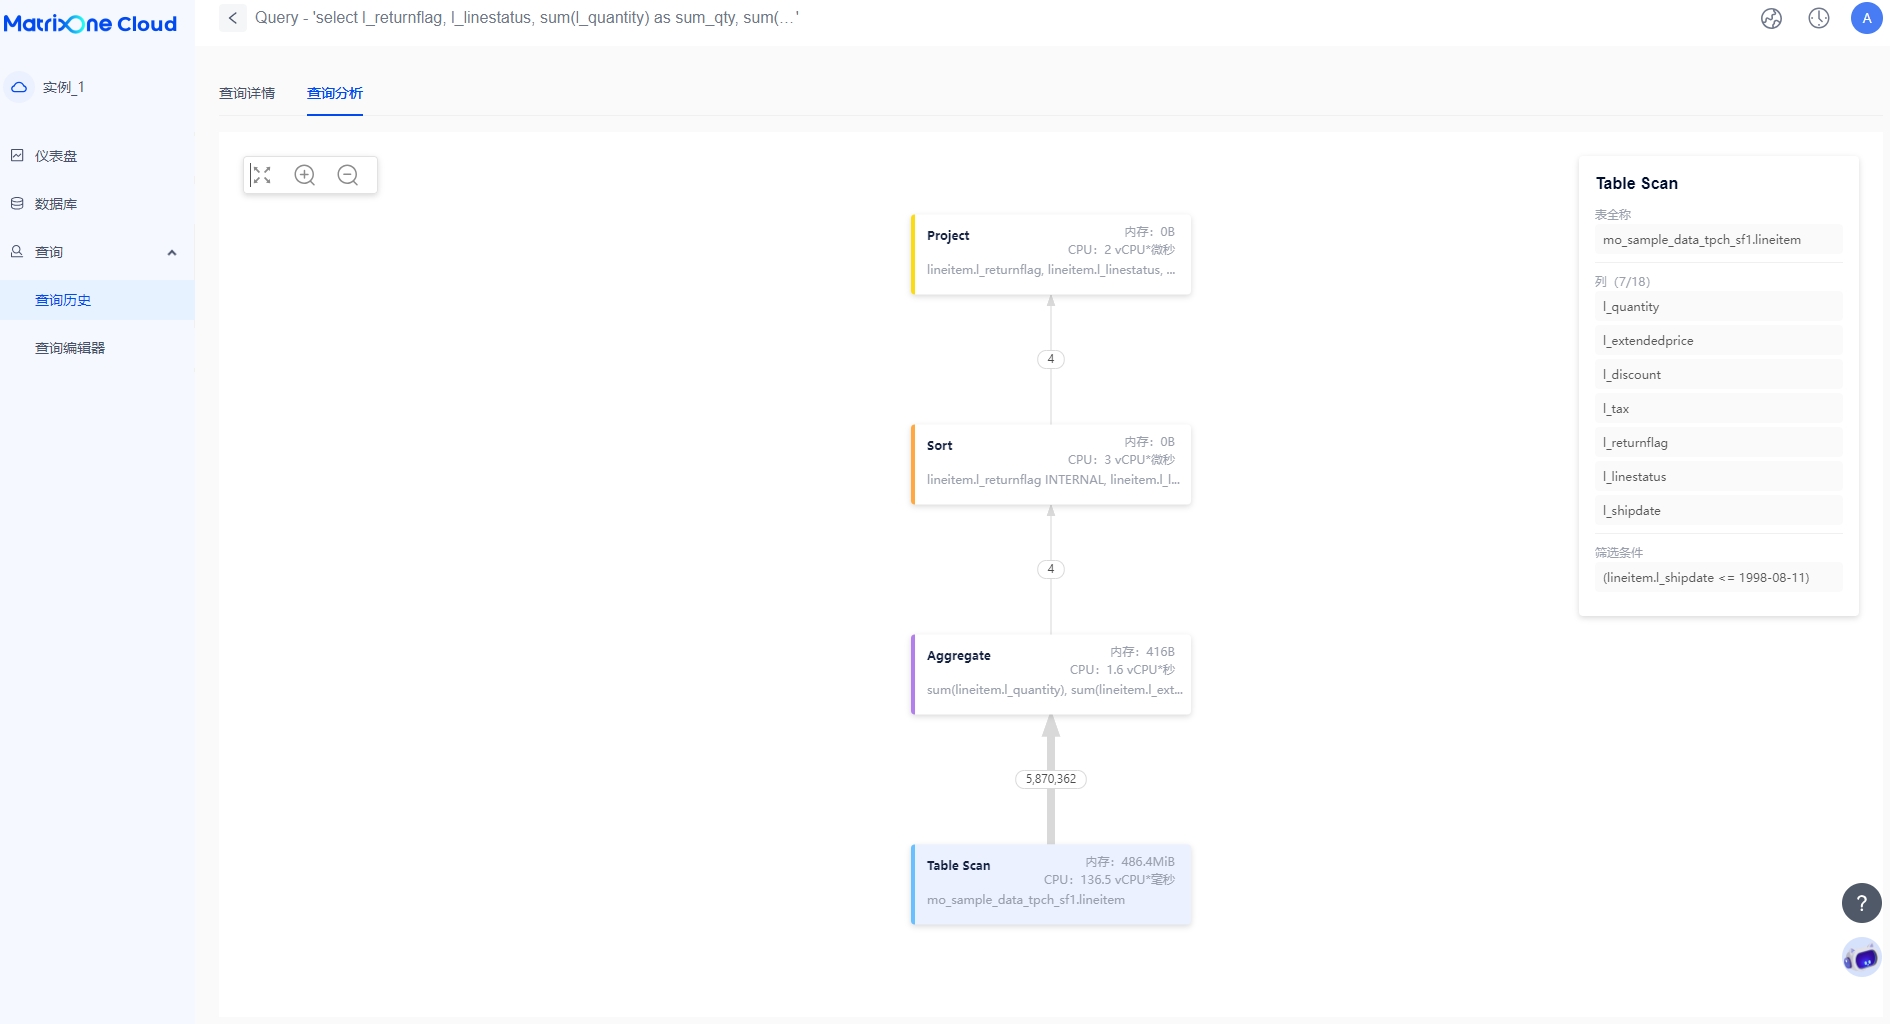 MatrixOne Cloud
Query - 'select l_returnflag, l_linestatus, sum(l_quantity) as sum_qty, sum(...'
A
实例_1
仪表盘
数据库
查询
查询历史
查询编辑器
查询详情
查询分析
Project
内存：0B
CPU：2 vCPU*微秒
lineitem.l_returnflag, lineitem.l_linestatus, ...
4
Sort
内存：0B
CPU：3 vCPU*微秒
lineitem.l_returnflag INTERNAL, lineitem.l_l...
4
Aggregate
内存：416B
CPU：1.6 vCPU*秒
sum(lineitem.l_quantity), sum(lineitem.l_ext...
5,870,362
Table Scan
内存：486.4MiB
CPU：136.5 vCPU*毫秒
mo_sample_data_tpch_sf1.lineitem
Table Scan
表全称
mo_sample_data_tpch_sf1.lineitem
列（7/18）
l_quantity
l_extendedprice
l_discount
l_tax
l_returnflag
l_linestatus
l_shipdate
筛选条件
(lineitem.l_shipdate <= 1998-08-11)
?